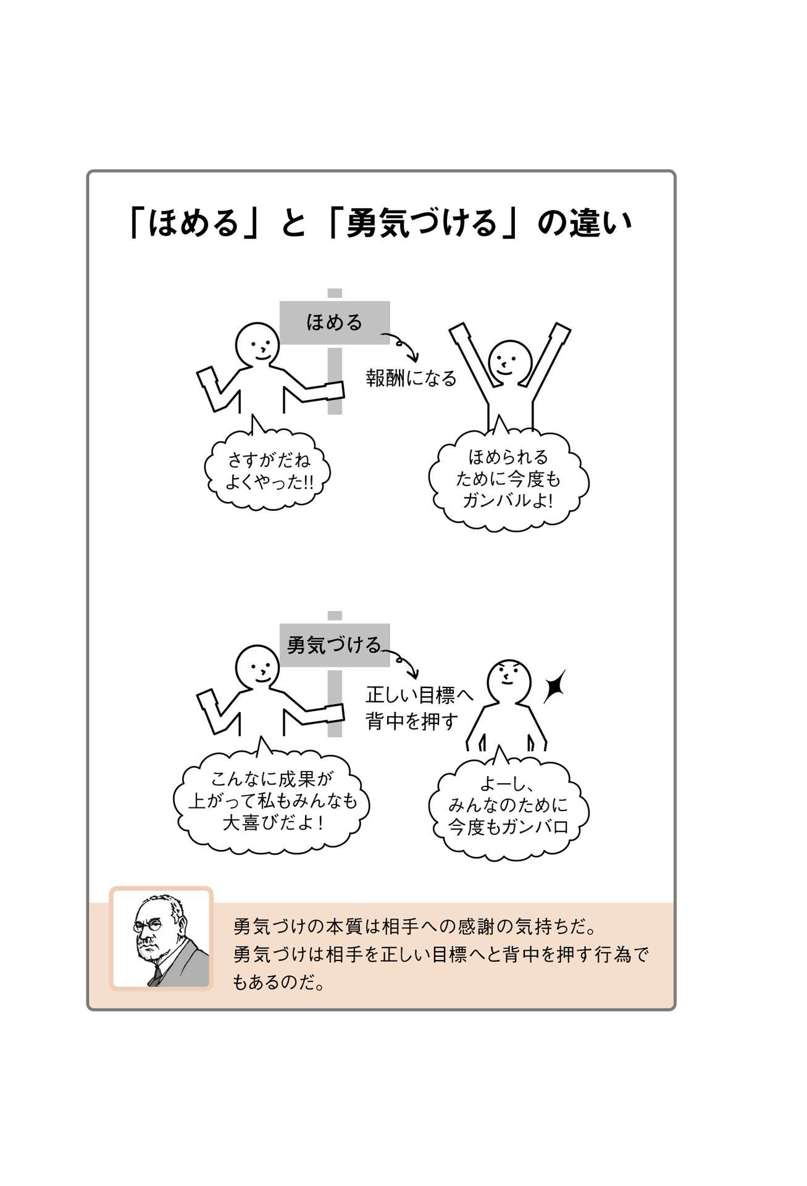 「ほめる」と「勇気づける」の違い
ほめる
報酬になる
さすがだね
よくやった!!
ほめられる
ために今度も
ガンバルよ!
勇気づける
正しい目標へ
背中を押す
こんなに成果が
上がって私もみんなも
大喜びだよ!
よーし、
みんなのために
今度もガンバロ
勇気づけの本質は相手への感謝の気持ちだ。
勇気づけは相手を正しい目標へと背中を押す行為で
もあるのだ。